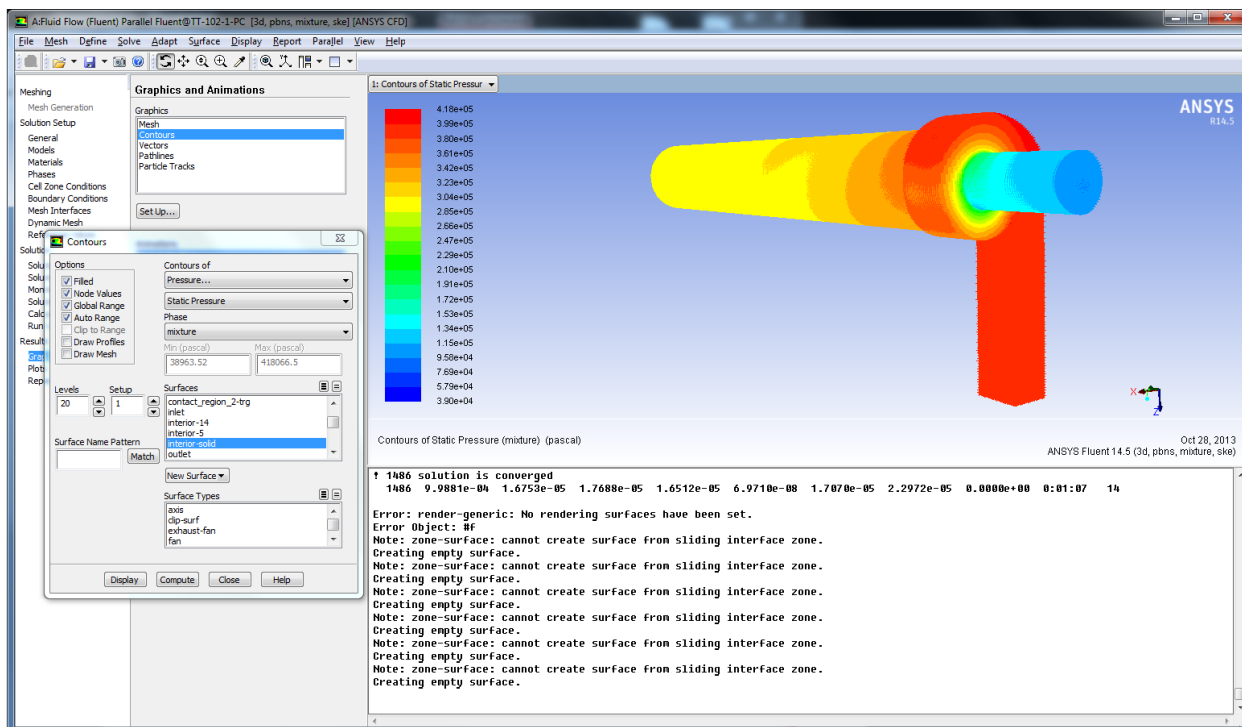 A:Fluid Flow (Fluent) Parallel Fluent@TT-102-1-PC [3d, pbns, mixture, ske] [ANSYS CFD]
File Mesh Define Solve Adapt Surface Display Report Parallel View Help
Meshing
Mesh Generation
Solution Setup
General
Models
Materials
Phases
Cell Zone Conditions
Boundary Conditions
Mesh Interfaces
Dynamic Mesh
Graphics and Animations
Graphics
Mesh
Contours
Vectors
Pathlines
Particle Tracks
Set Up...
Contours
Options
Filled
Node Values
Global Range
Auto Range
Clip to Range
Draw Profiles
Draw Mesh
Levels
20
Setup
1
Surface Name Pattern
Match
Contours of
Pressure...
Static Pressure
Phase
mixture
Min (pascal)
38963.52
Max (pascal)
418066.5
Surfaces
contact_region_2-trg
inlet
interior-14
interior-5
interior-solid
outlet
New Surface
Surface Types
axis
clip-surf
exhaust-fan
fan
Display Compute Close Help
1: Contours of Static Pressur
4.18e+05
3.99e+05
3.80e+05
3.61e+05
3.42e+05
3.23e+05
3.04e+05
2.85e+05
2.66e+05
2.47e+05
2.29e+05
2.10e+05
1.91e+05
1.72e+05
1.53e+05
1.34e+05
1.15e+05
9.58e+04
7.69e+04
5.79e+04
3.90e+04
ANSYS
R14.5
X
Z
Contours of Static Pressure (mixture) (pascal)
Oct 28, 2013
ANSYS Fluent 14.5 (3d, pbns, mixture, ske)
! 1486 solution is converged
1486 9.9881e-04 1.6753e-05 1.7688e-05 1.6512e-05 6.9710e-08 1.7070e-05 2.2972e-05 0.0000e+00 0:01:07 14
Error: render-generic: No rendering surfaces have been set.
Error Object: #f
Note: zone-surface: cannot create surface from sliding interface zone.
Creating empty surface.
Note: zone-surface: cannot create surface from sliding interface zone.
Creating empty surface.
Note: zone-surface: cannot create surface from sliding interface zone.
Creating empty surface.
Note: zone-surface: cannot create surface from sliding interface zone.
Creating empty surface.
Note: zone-surface: cannot create surface from sliding interface zone.
Creating empty surface.
Note: zone-surface: cannot create surface from sliding interface zone.
Creating empty surface.